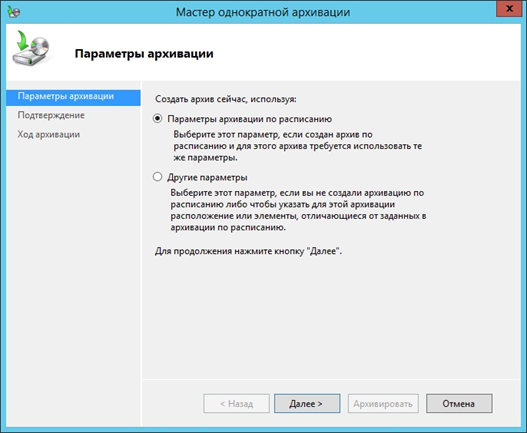 Мастер однократной архивации
x
Параметры архивации
Параметры архивации
Подтверждение
Ход архивации
Создать архив сейчас, используя:
Параметры архивации по расписанию
Выберите этот параметр, если создан архив по
расписанию и для этого архива требуется использовать те
же параметры.
Другие параметры
Выберите этот параметр, если вы не создали архивацию по
расписанию либо чтобы указать для этой архивации
расположение или элементы, отличающиеся от заданных в
архивации по расписанию.
Для продолжения нажмите кнопку "Далее".
< Назад
Далее >
Архивировать
Отмена